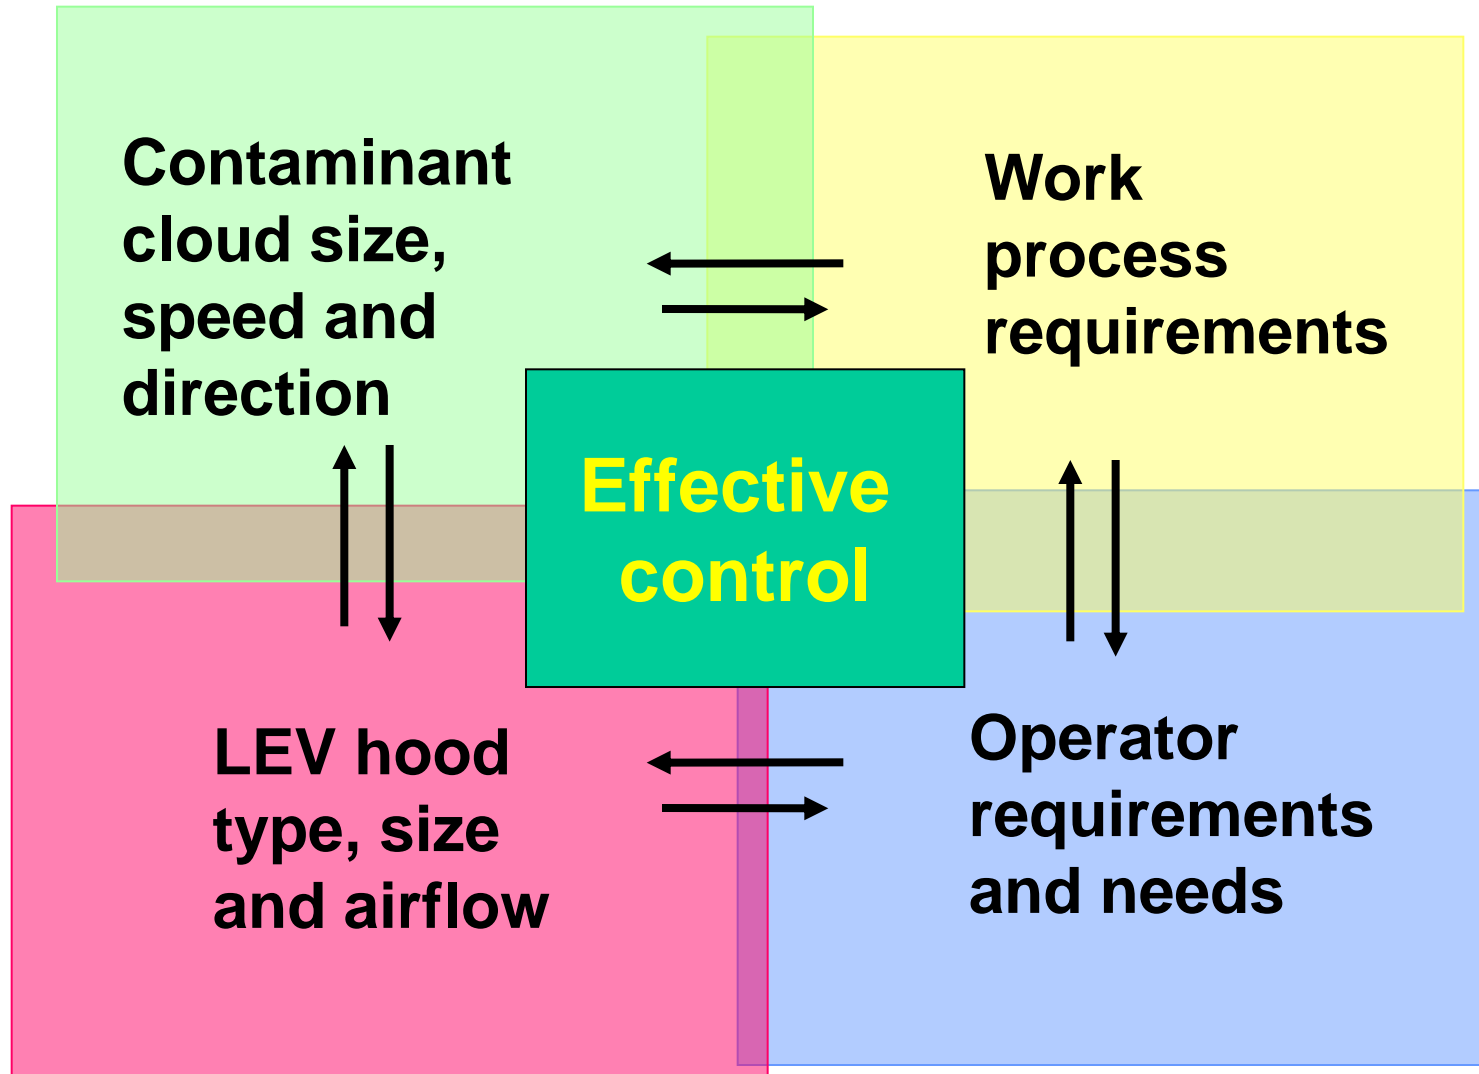 Contaminant
cloud size,
speed and
direction
Work
process
requirements
Effective
control
LEV hood
type, size
and airflow
Operator
requirements
and needs